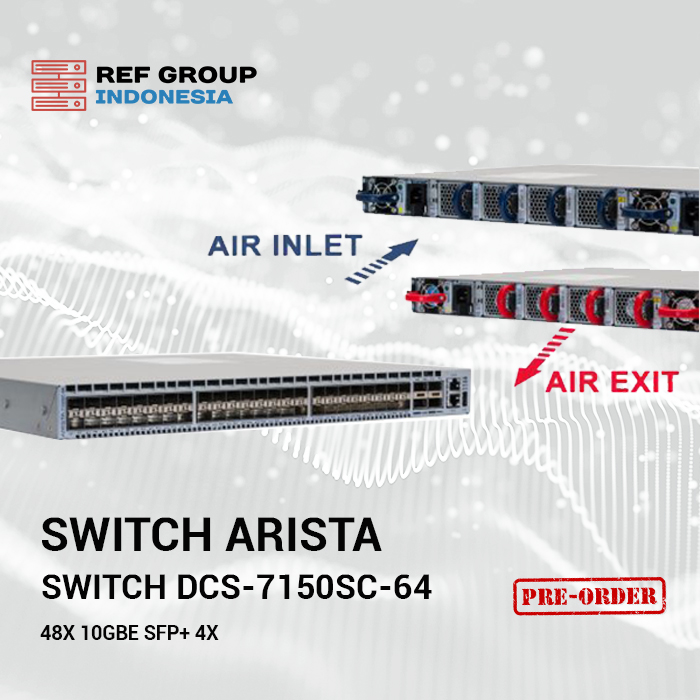 REF GROUP
INDONESIA
AIR INLET
AIR EXIT
SWITCH ARISTA
SWITCH DCS-7150SC-64
48X 10GBE SFP+ 4X
PRE-ORDER